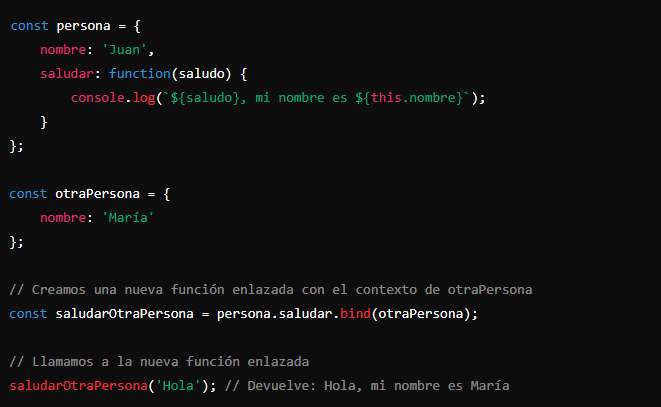 const persona = {
    nombre: 'Juan',
    saludar: function(saludo) {
        console.log(`${saludo}, mi nombre es ${this.nombre}`);
    }
};

const otraPersona = {
    nombre: 'María'
};

// Creamos una nueva función enlazada con el contexto de otraPersona
const saludarOtraPersona = persona.saludar.bind(otraPersona);

// Llamamos a la nueva función enlazada
saludarOtraPersona('Hola'); // Devuelve: Hola, mi nombre es María